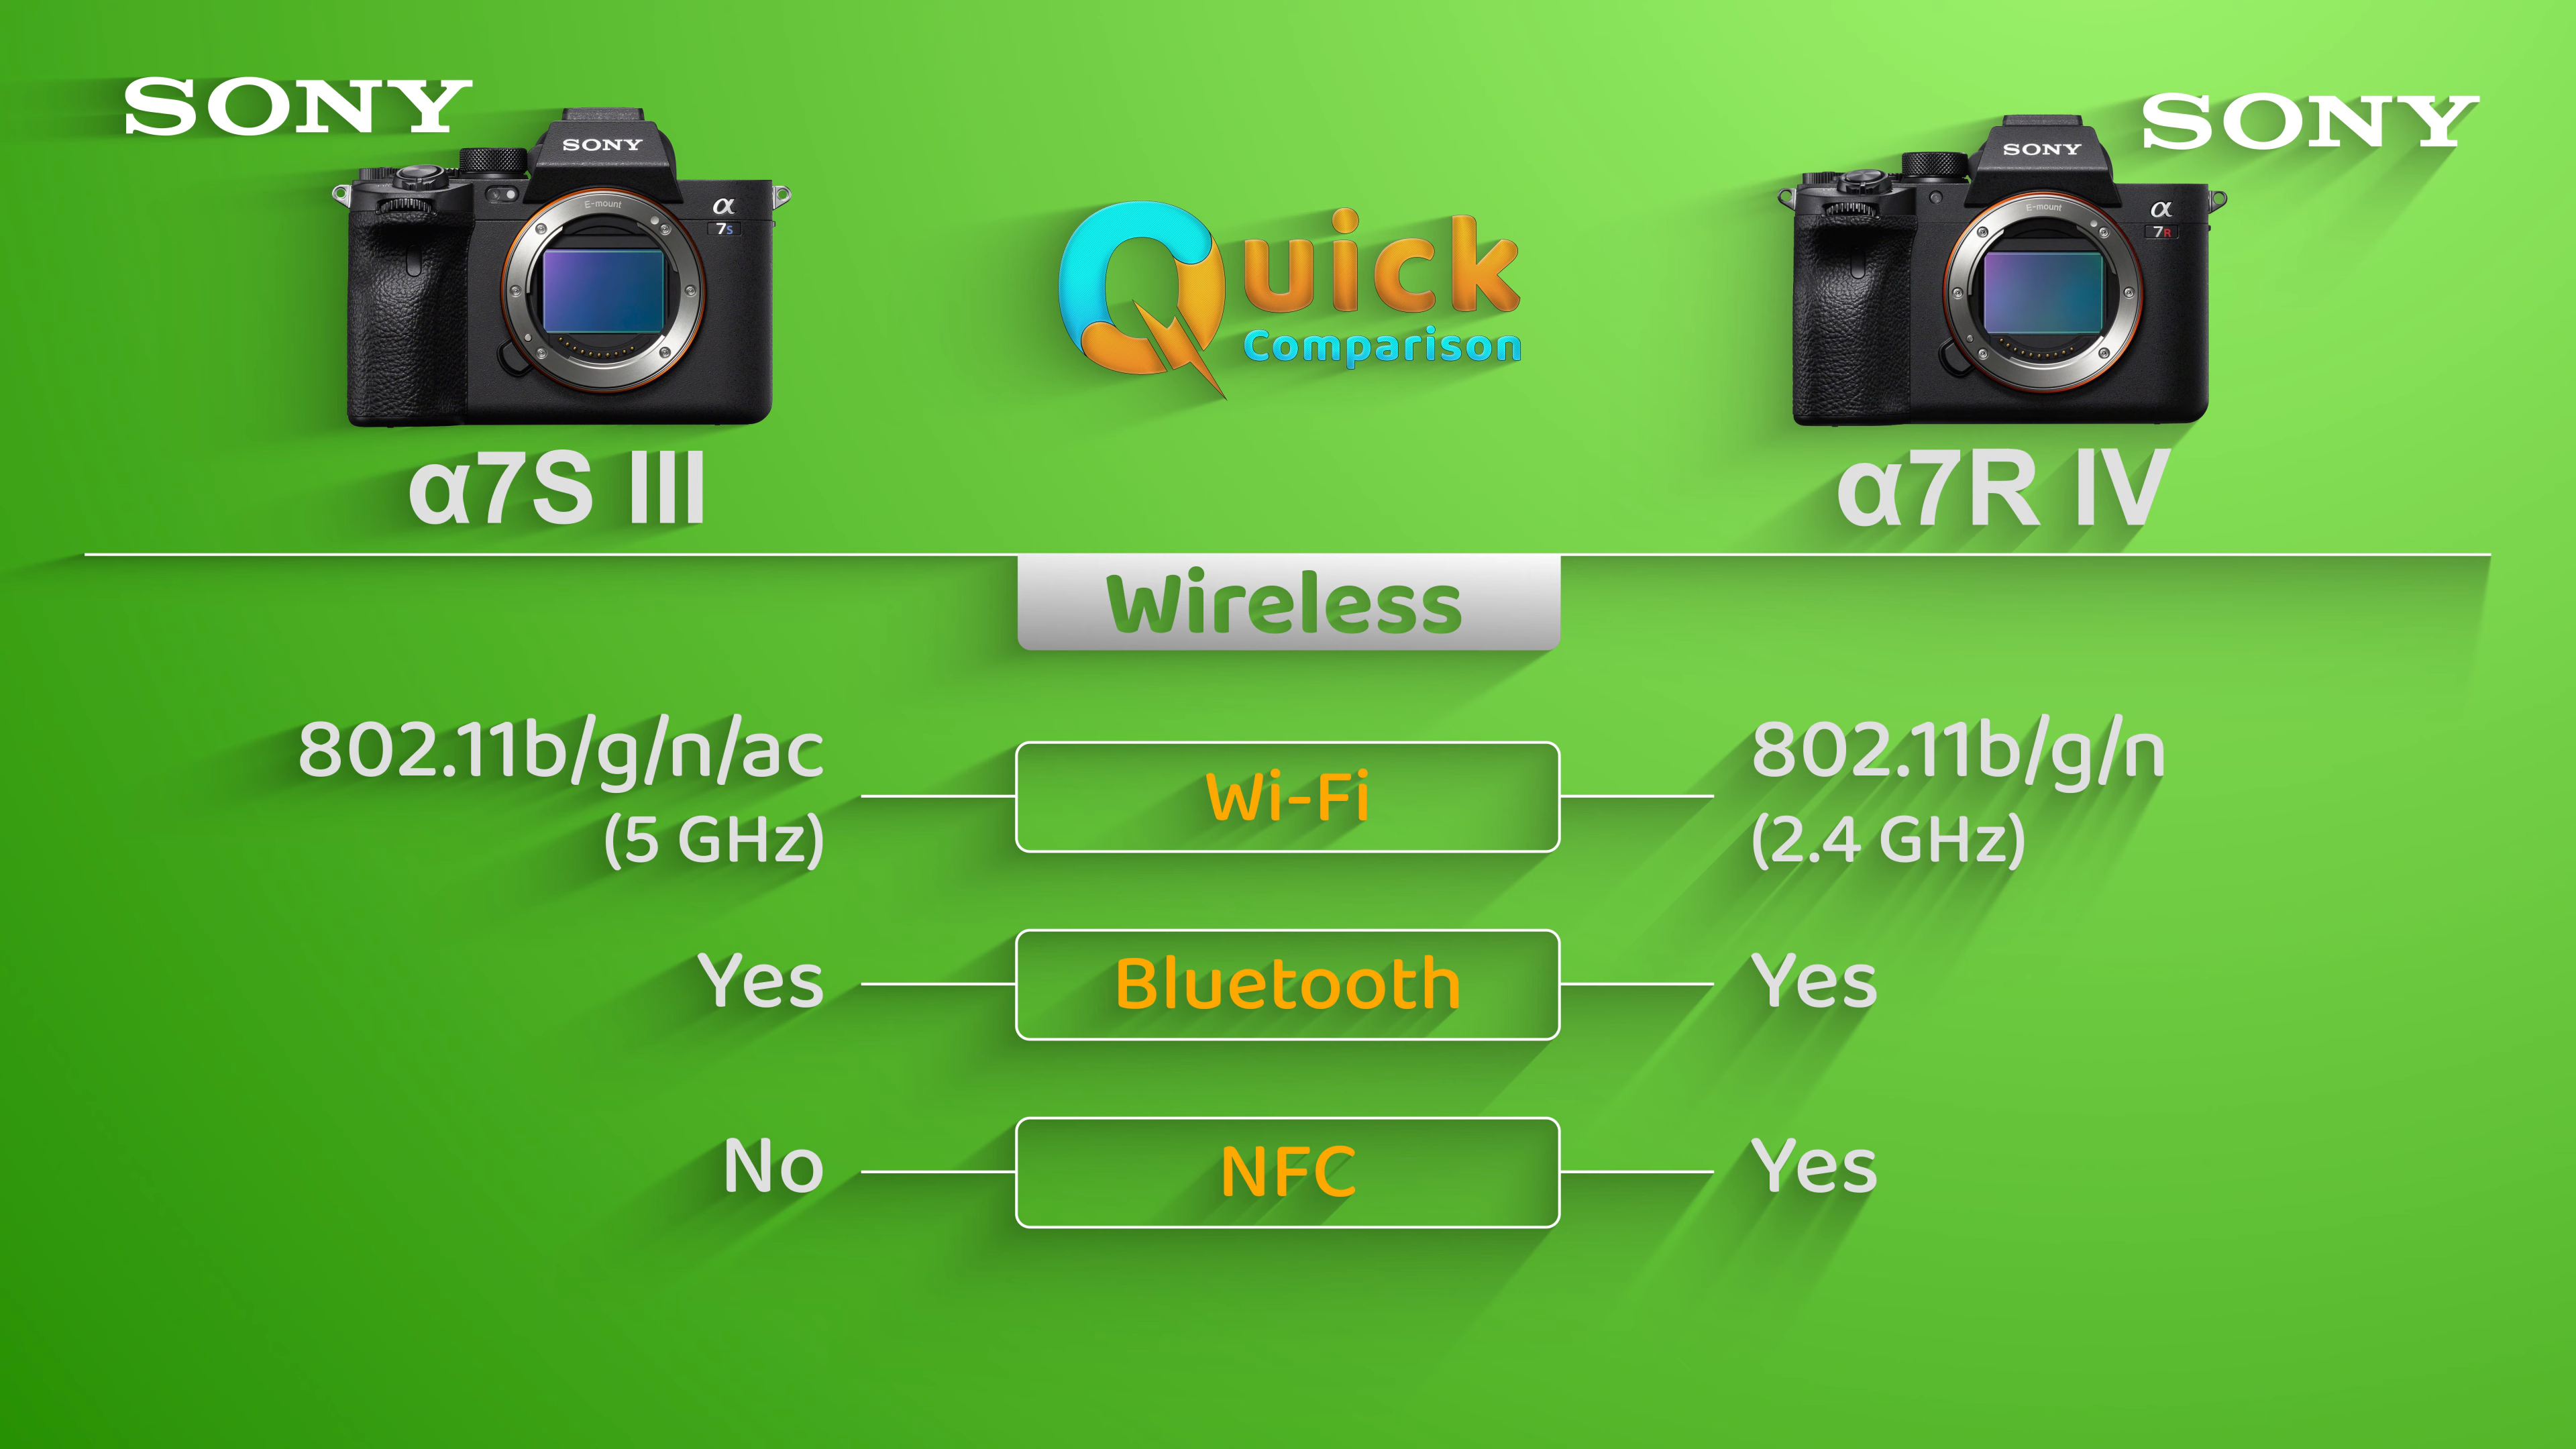 SONY
SONY
E-mount
α
7S
α7S III
Quick
Comparison
SONY
SONY
E-mount
α
7R
α7R IV
Wireless
802.11b/g/n/ac
(5 GHz)
Wi-Fi
802.11b/g/n
(2.4 GHz)
Yes
Bluetooth
Yes
No
NFC
Yes